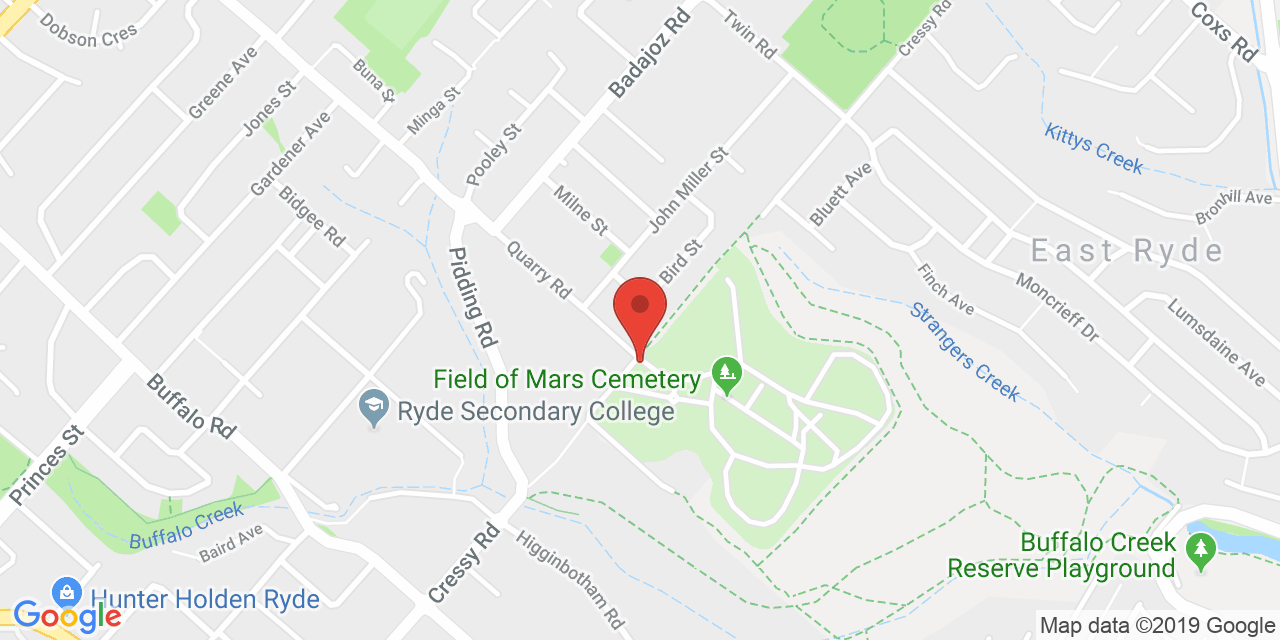 Dobson Cres
Greene Ave
Jones St
Gardener Ave
Bidgee Rd
Buna St
Minga St
Pooley St
Badajoz Rd
Twin Rd
Cressy Rd
Coxs Rd
Kittys Creek
Bronhill Ave
East Ryde
Bluett Ave
John Miller St
Milne St
Bird St
Quarry Rd
Pidding Rd
Finch Ave
Moncrieff Dr
Lumsdaine Ave
Strangers Creek
Field of Mars Cemetery
Ryde Secondary College
Buffalo Rd
Princes St
Buffalo Creek
Baird Ave
Cressy Rd
Higginbotham Rd
Buffalo Creek
Reserve Playground
Hunter Holden Ryde
Google
Map data ©2019 Google